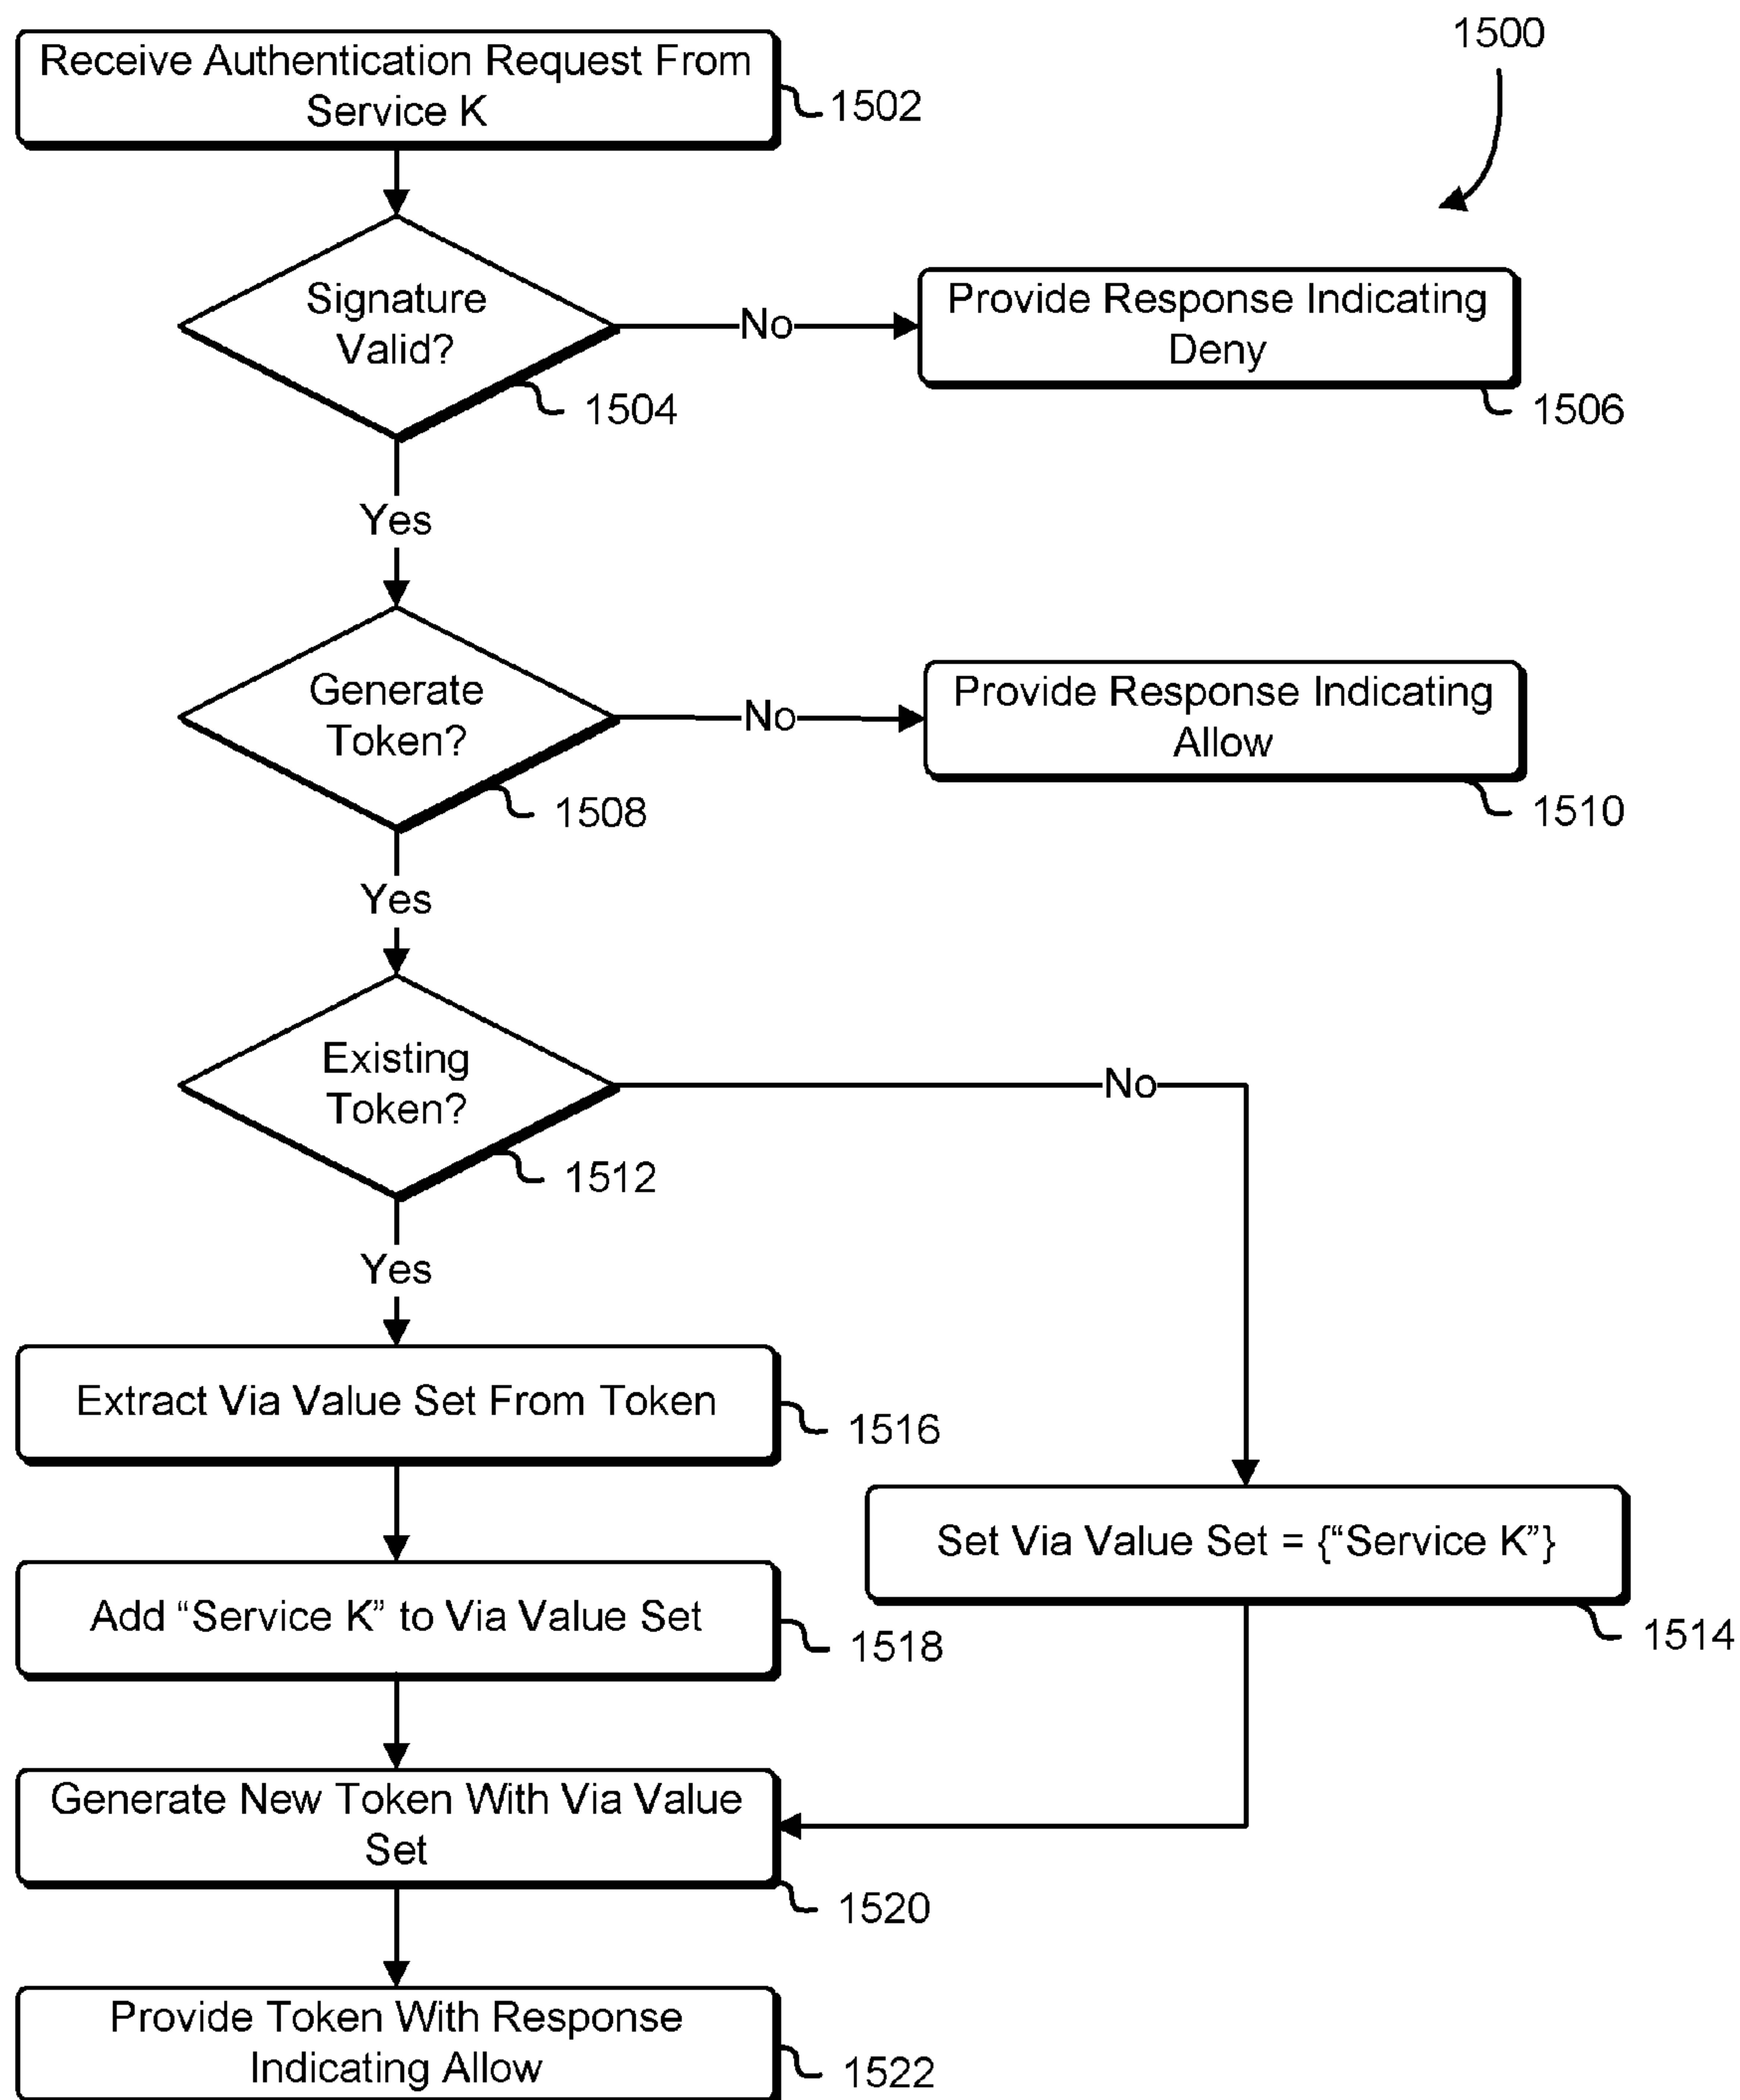 1500
Receive Authentication Request From
Service K
1502
Signature
Valid?
1504
No
Provide Response Indicating
Deny
1506
Yes
Generate
Token?
1508
No
Provide Response Indicating
Allow
1510
Yes
Existing
Token?
1512
No
Yes
Extract Via Value Set From Token
1516
Set Via Value Set = {“Service K”}
1514
Add “Service K” to Via Value Set
1518
Generate New Token With Via Value
Set
1520
Provide Token With Response
Indicating Allow
1522